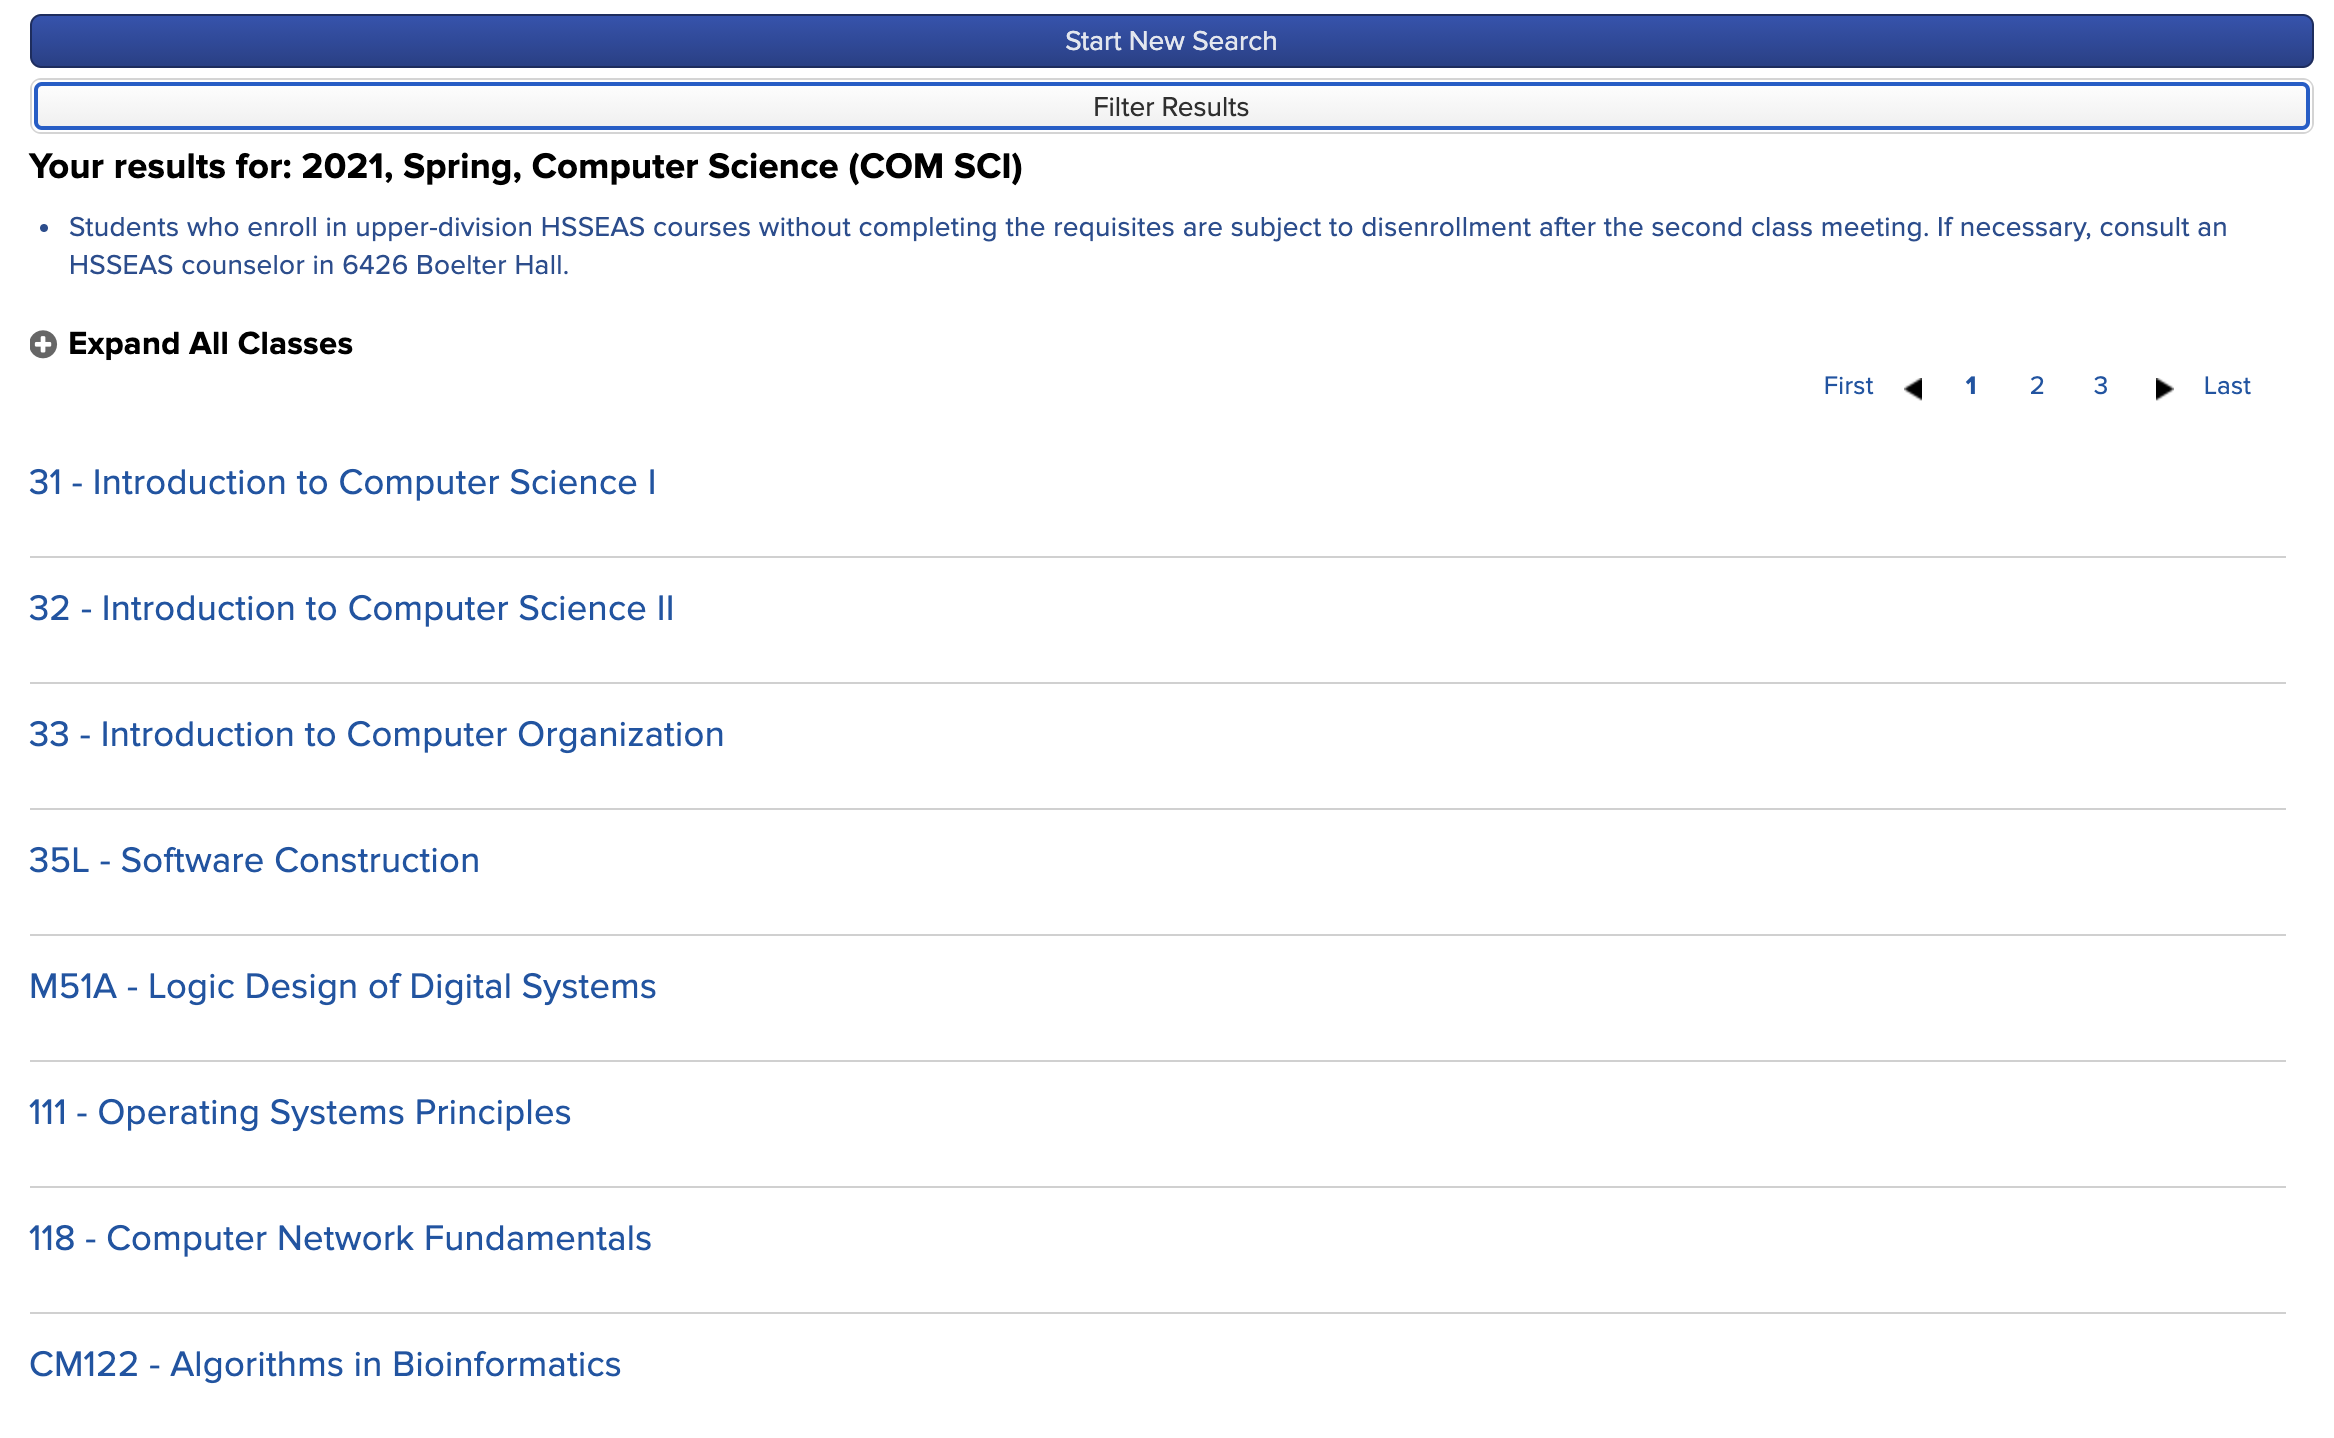 Start New Search
Filter Results
Your results for: 2021, Spring, Computer Science (COM SCI)
• Students who enroll in upper-division HSSEAS courses without completing the requisites are subject to disenrollment after the second class meeting. If necessary, consult an
HSSEAS counselor in 6426 Boelter Hall.
Expand All Classes
First ◀ 1 2 3 ▶ Last
31 - Introduction to Computer Science I
32 - Introduction to Computer Science II
33 - Introduction to Computer Organization
35L - Software Construction
M51A - Logic Design of Digital Systems
111 - Operating Systems Principles
118 - Computer Network Fundamentals
CM122 - Algorithms in Bioinformatics